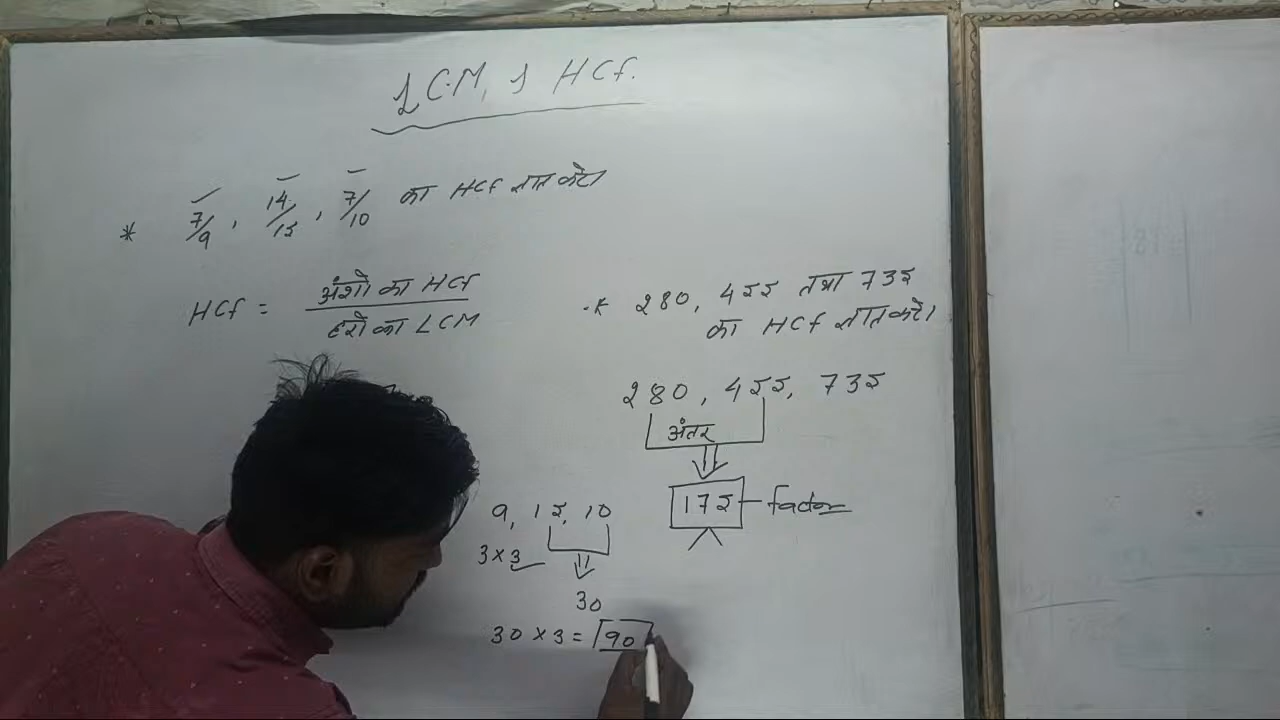 L.C.M, 1 HCf.
* 7/9, 14/15, 7/10 का HCf ज्ञात करें।
HCf = अंशो का HCf / हरो का LCM
* 280, 455 तथा 735
का HCf ज्ञात करें।
280, 455, 735
अंतर
175 - factor
9, 15, 10
3×3
30
30 × 3 = 90